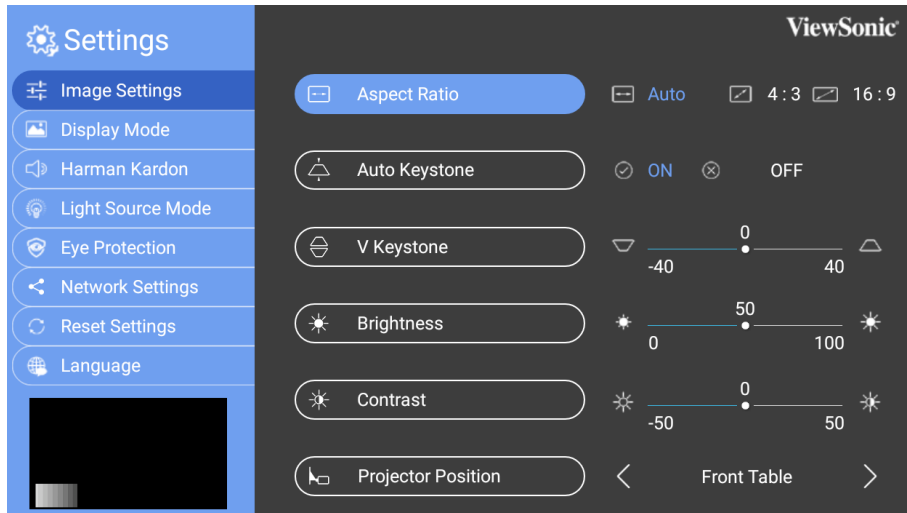 Settings
ViewSonic®
Image Settings
Display Mode
Harman Kardon
Light Source Mode
Eye Protection
Network Settings
Reset Settings
Language
Aspect Ratio
Auto 4:3 16:9
Auto Keystone
ON OFF
V Keystone
0
-40 40
Brightness
50
0 100
Contrast
0
-50 50
Projector Position
Front Table